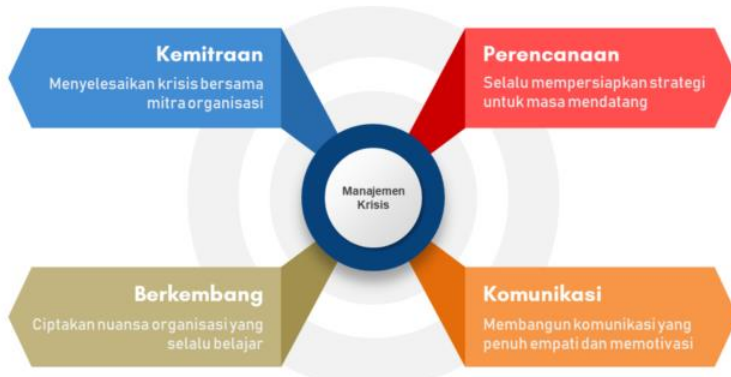 Kemitraan
Menyelesaikan krisis bersama
mitra organisasi
Perencanaan
Selalu mempersiapkan strategi
untuk masa mendatang
Manajemen
Krisis
Berkembang
Ciptakan nuansa organisasi yang
selalu belajar
Komunikasi
Membangun komunikasi yang
penuh empati dan memotivasi